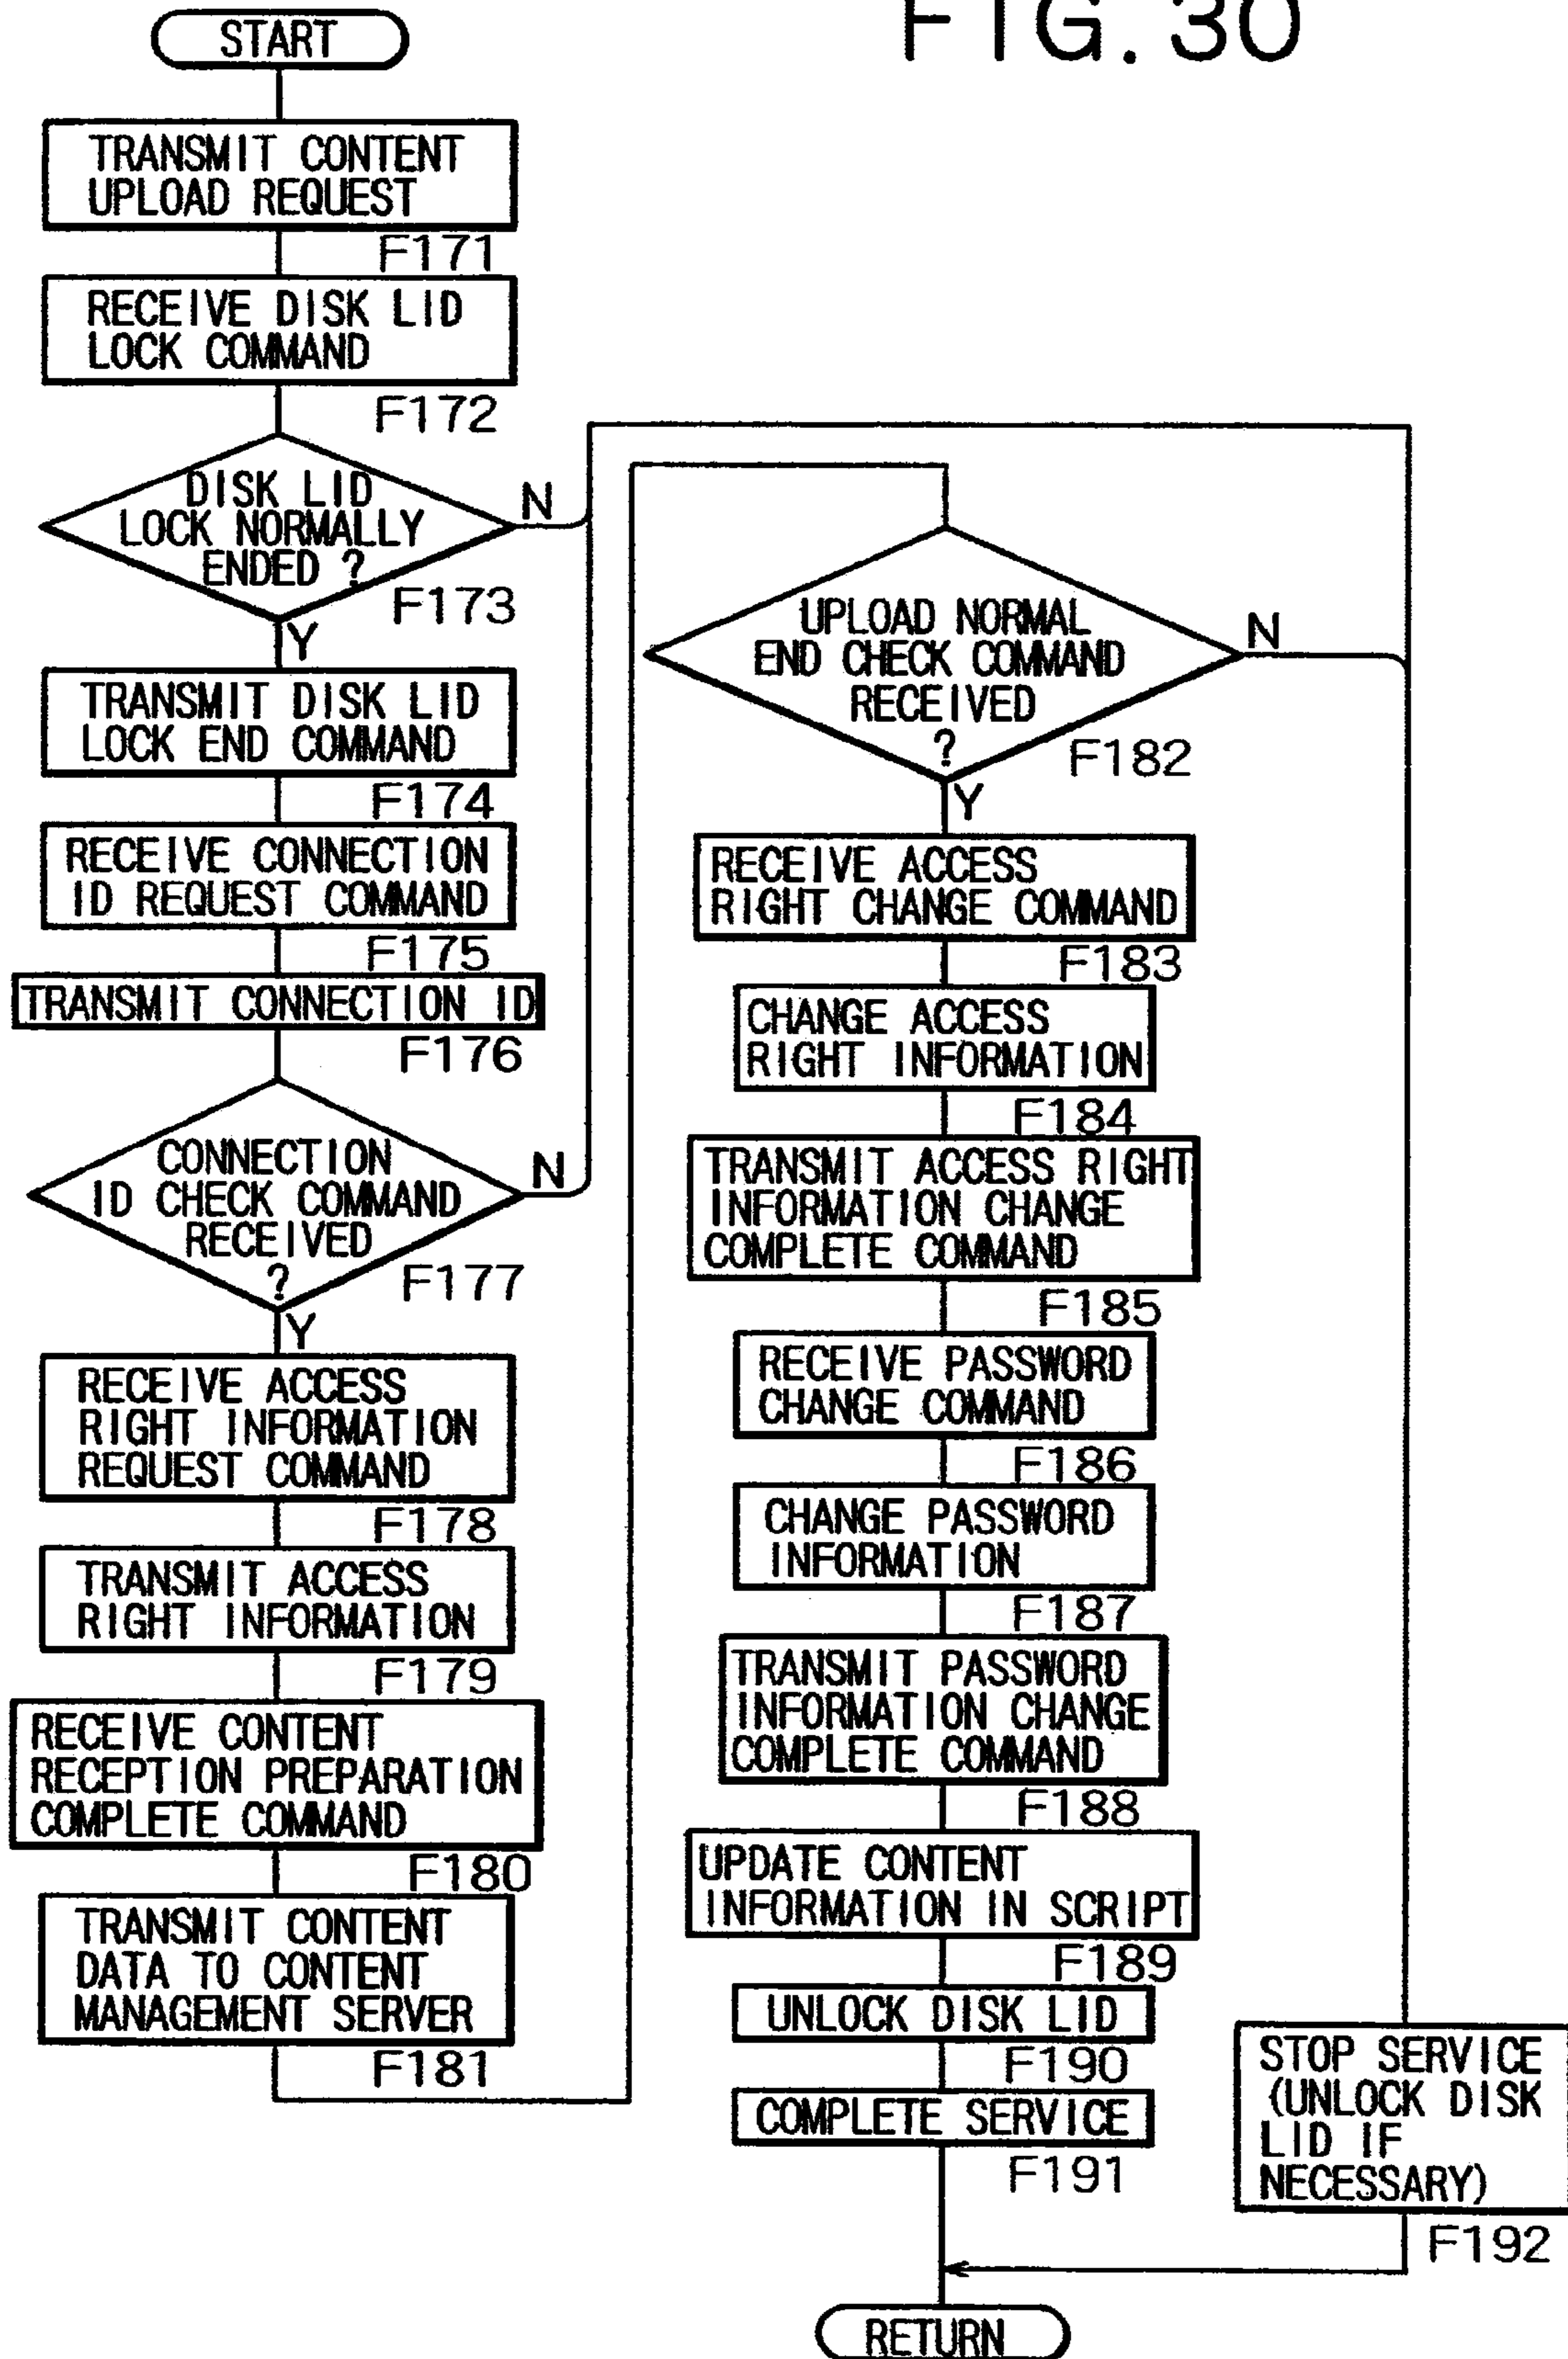 FIG. 30
START
TRANSMIT CONTENT
UPLOAD REQUEST
F171
RECEIVE DISK LID
LOCK COMMAND
F172
DISK LID
LOCK NORMALLY
ENDED ?
N
F173
Y
TRANSMIT DISK LID
LOCK END COMMAND
F174
RECEIVE CONNECTION
ID REQUEST COMMAND
F175
TRANSMIT CONNECTION ID
F176
CONNECTION
ID CHECK COMMAND
RECEIVED
?
N
F177
Y
RECEIVE ACCESS
RIGHT INFORMATION
REQUEST COMMAND
F178
TRANSMIT ACCESS
RIGHT INFORMATION
F179
RECEIVE CONTENT
RECEPTION PREPARATION
COMPLETE COMMAND
F180
TRANSMIT CONTENT
DATA TO CONTENT
MANAGEMENT SERVER
F181
UPLOAD NORMAL
END CHECK COMMAND
RECEIVED
?
N
F182
Y
RECEIVE ACCESS
RIGHT CHANGE COMMAND
F183
CHANGE ACCESS
RIGHT INFORMATION
F184
TRANSMIT ACCESS RIGHT
INFORMATION CHANGE
COMPLETE COMMAND
F185
RECEIVE PASSWORD
CHANGE COMMAND
F186
CHANGE PASSWORD
INFORMATION
F187
TRANSMIT PASSWORD
INFORMATION CHANGE
COMPLETE COMMAND
F188
UPDATE CONTENT
INFORMATION IN SCRIPT
F189
UNLOCK DISK LID
F190
COMPLETE SERVICE
F191
STOP SERVICE
(UNLOCK DISK
LID IF
NECESSARY)
F192
RETURN